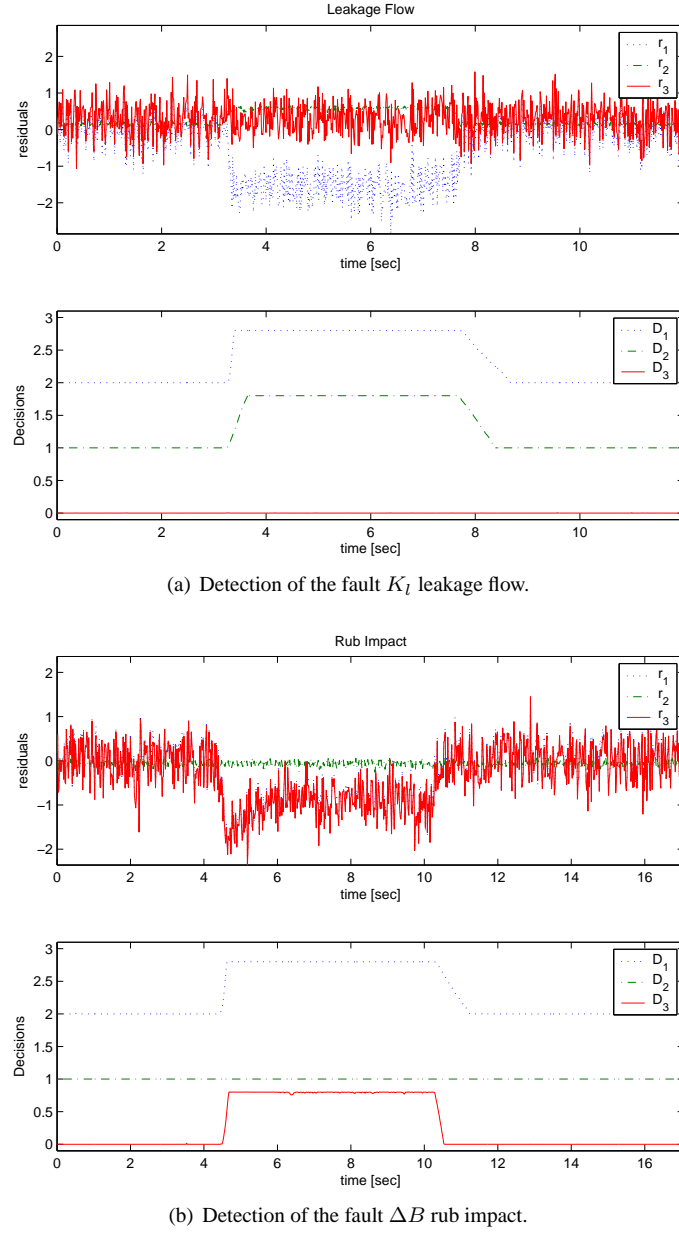 Leakage Flow
2
1
0
−1
−2
residuals
r1
r2
r3
0 2 4 6 8 10
time [sec]
3
2.5
2
1.5
1
0.5
0
Decisions
D1
D2
D3
0 2 4 6 8 10
time [sec]
(a) Detection of the fault Kl leakage flow.
Rub Impact
2
1
0
−1
−2
residuals
r1
r2
r3
0 2 4 6 8 10 12 14 16
time [sec]
3
2.5
2
1.5
1
0.5
0
Decisions
D1
D2
D3
0 2 4 6 8 10 12 14 16
time [sec]
(b) Detection of the fault ΔB rub impact.